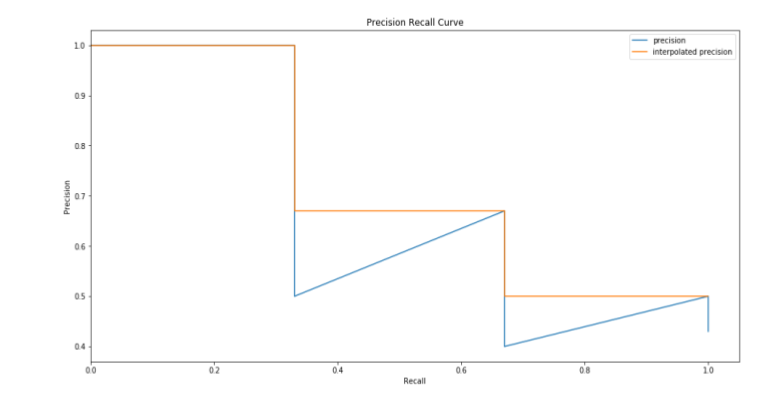 Precision Recall Curve
precision
interpolated precision
1.0
0.9
0.8
0.7
0.6
0.5
0.4
Precision
0.0
0.2
0.4
0.6
0.8
1.0
Recall